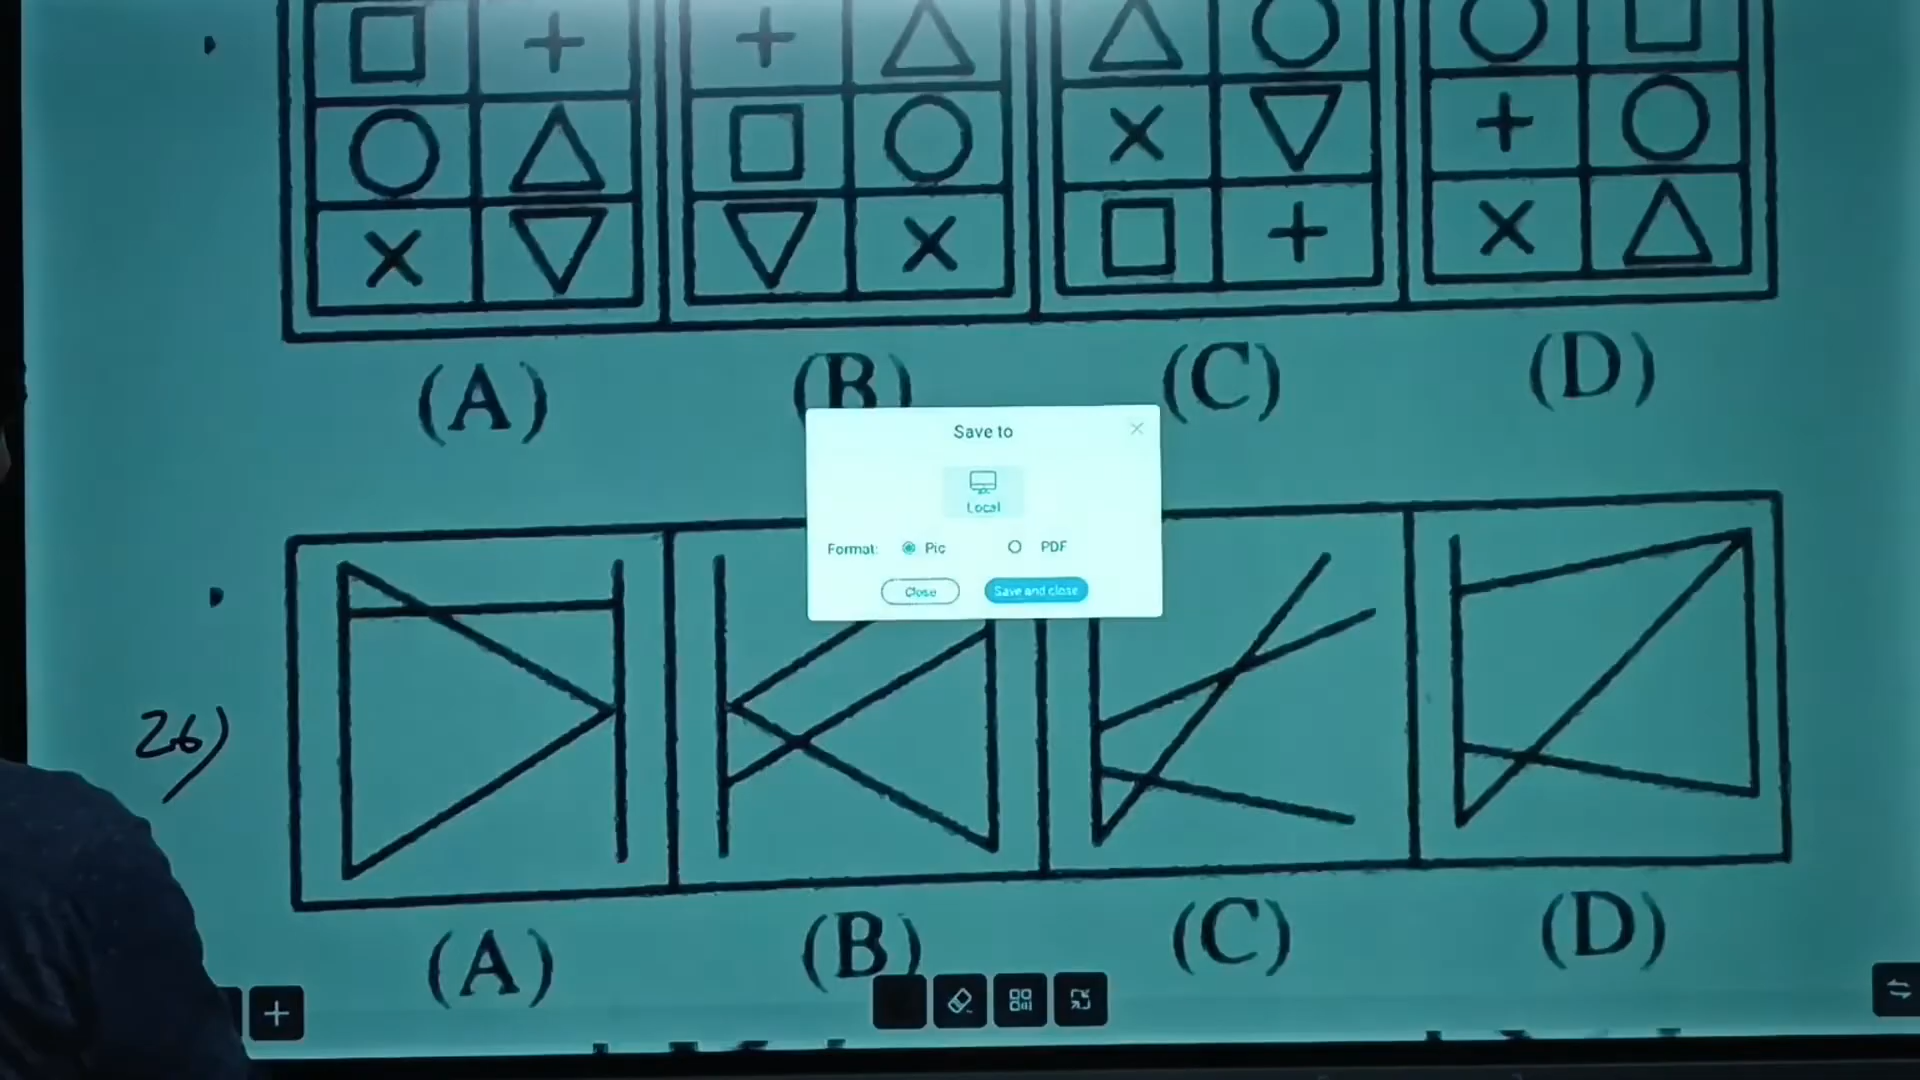 (A) (B) (C) (D)
Save to
Local
Format: Pic PDF
Close Save and close
26)
(A) (B) (C) (D)